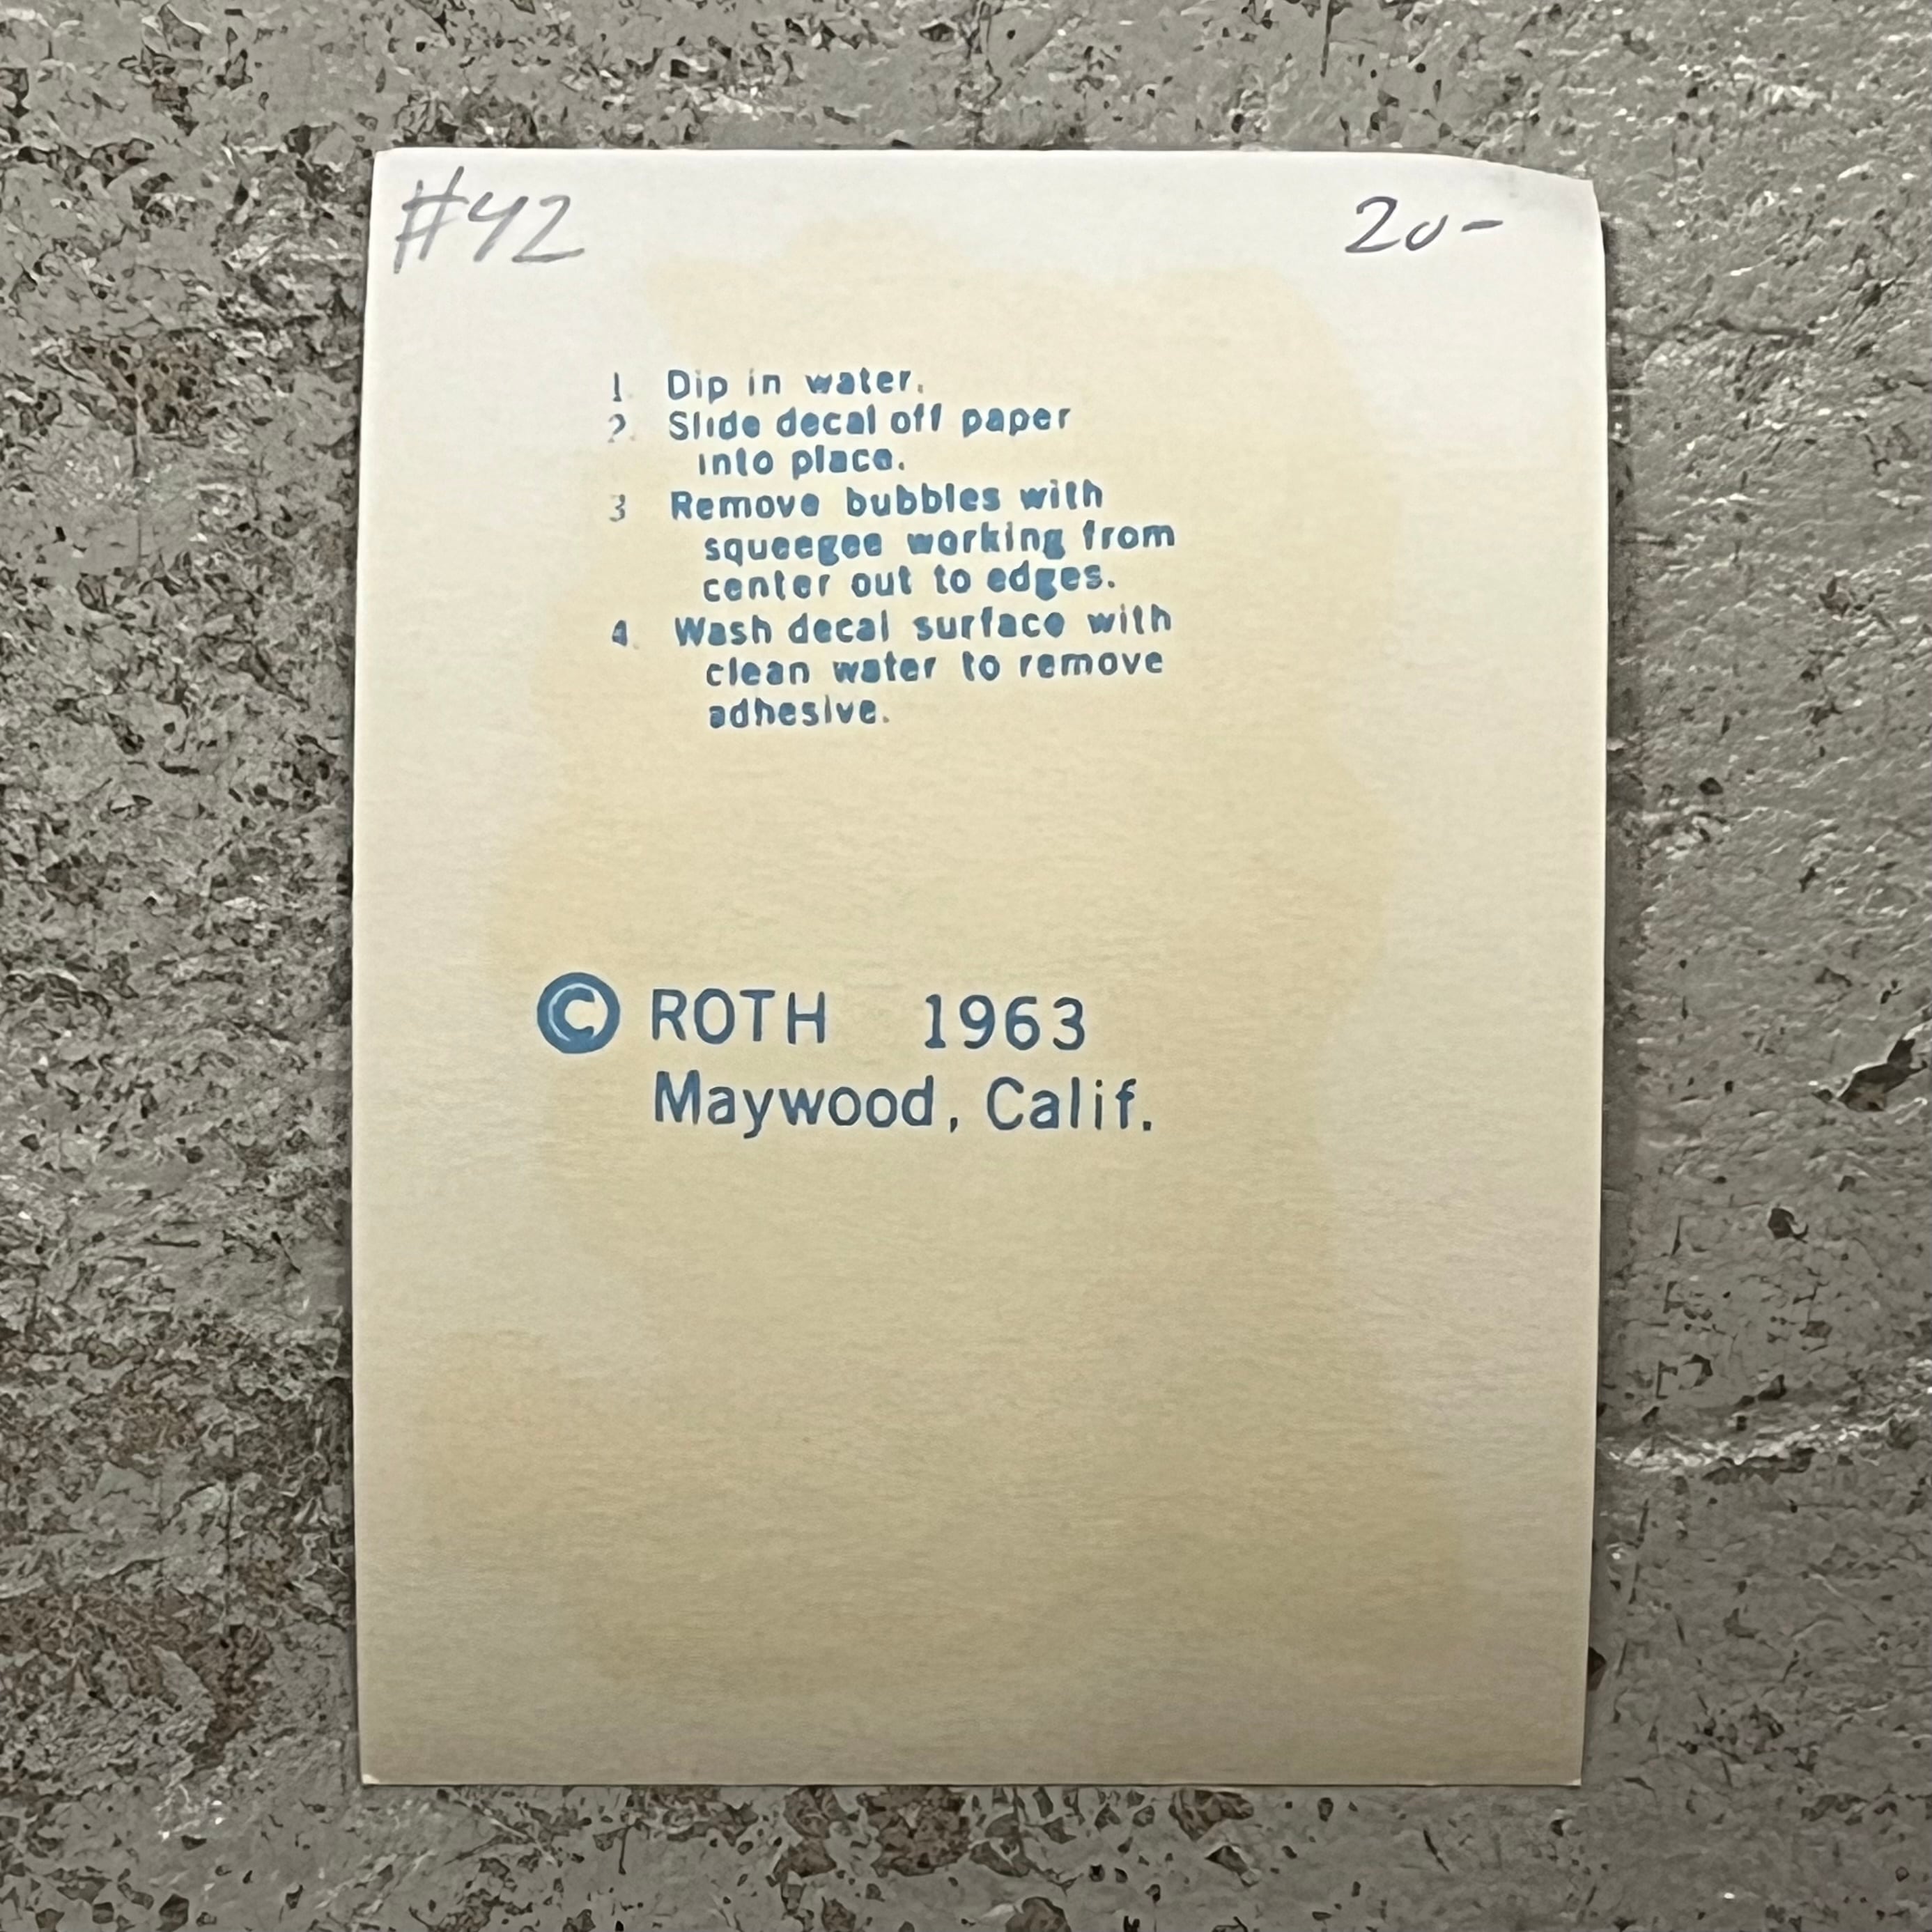 #42 20-
1. Dip in water.
2. Slide decal off paper
into place.
3 Remove bubbles with
squeegee working from
center out to edges.
4. Wash decal surface with
clean water to remove
adhesive.
© ROTH 1963
Maywood, Calif.